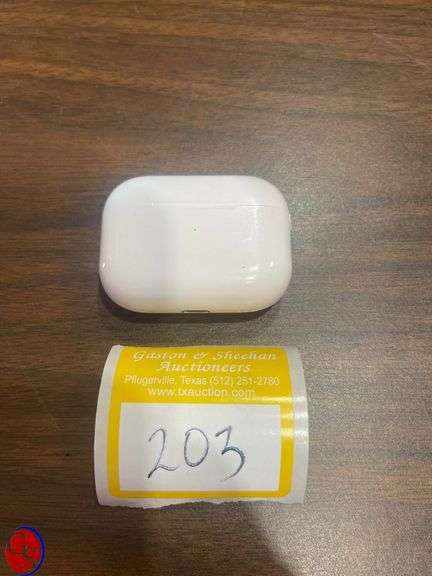 Gaston & Sheehan
Auctioneers
Pflugerville, Texas (512) 251-2780
www.txauction.com
203